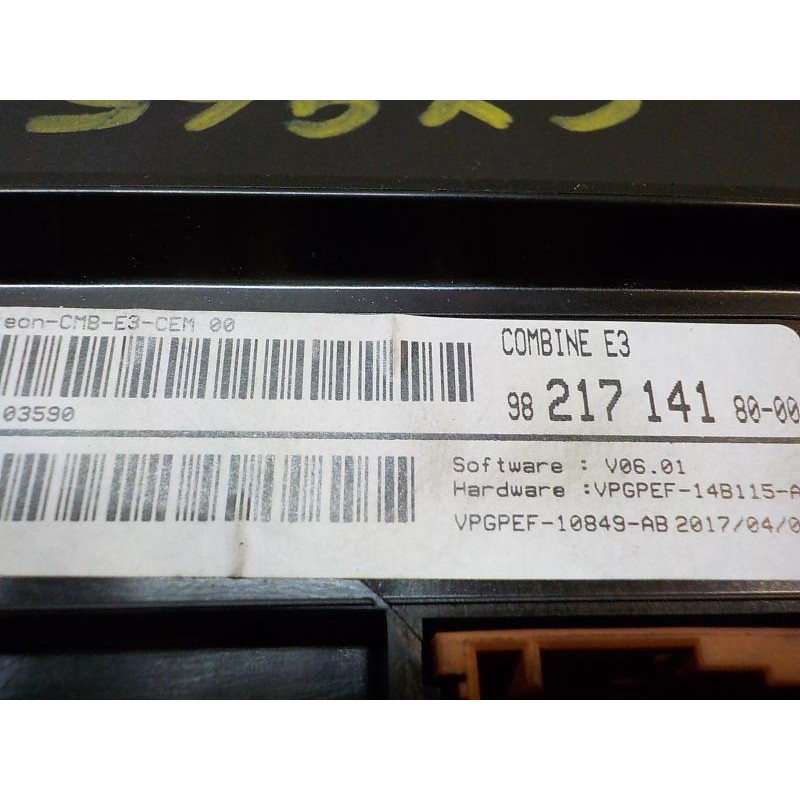 eon-CMB-E3-CEM 00
COMBINE E3
98 217 141 80-00
03590
Software : V06.01
Hardware :VPGPEF-14B115-A
VPGPEF-10849-AB 2017/04/0